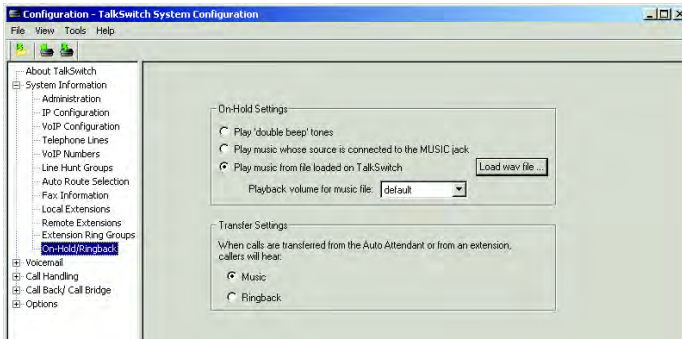 Configuration - TalkSwitch System Configuration
File View Tools Help
About TalkSwitch
System Information
Administration
IP Configuration
VoIP Configuration
Telephone Lines
VoIP Numbers
Line Hunt Groups
Auto Route Selection
Fax Information
Local Extensions
Remote Extensions
Extension Ring Groups
On-Hold/Ringback
Voicemail
Call Handling
Call Back/ Call Bridge
Options
On-Hold Settings
Play 'double beep' tones
Play music whose source is connected to the MUSIC jack
Play music from file loaded on TalkSwitch
Load wav file ...
Playback volume for music file: default
Transfer Settings
When calls are transferred from the Auto Attendant or from an extension,
callers will hear:
Music
Ringback